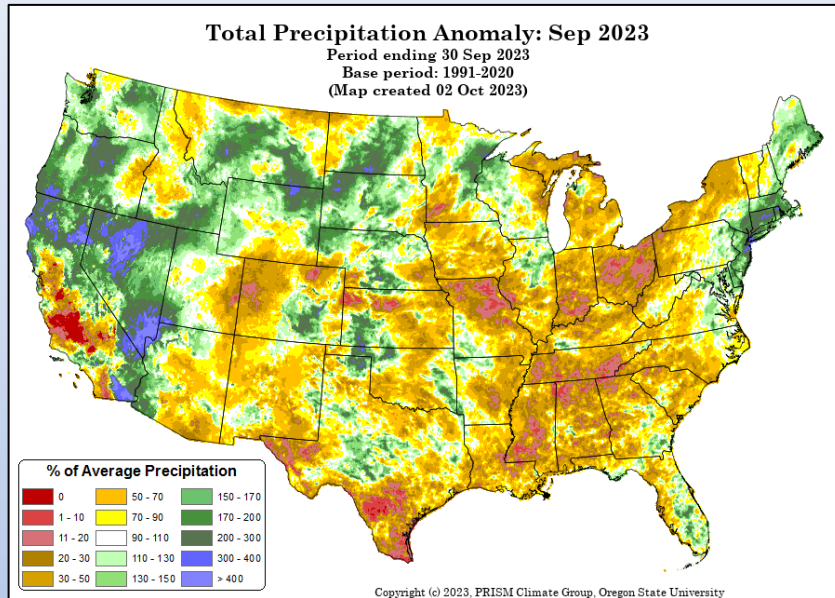 Total Precipitation Anomaly: Sep 2023
Period ending 30 Sep 2023
Base period: 1991-2020
(Map created 02 Oct 2023)
% of Average Precipitation
0 50 - 70 150 - 170
1 - 10 70 - 90 170 - 200
11 - 20 90 - 110 200 - 300
20 - 30 110 - 130 300 - 400
30 - 50 130 - 150 > 400
Copyright (c) 2023, PRISM Climate Group, Oregon State University